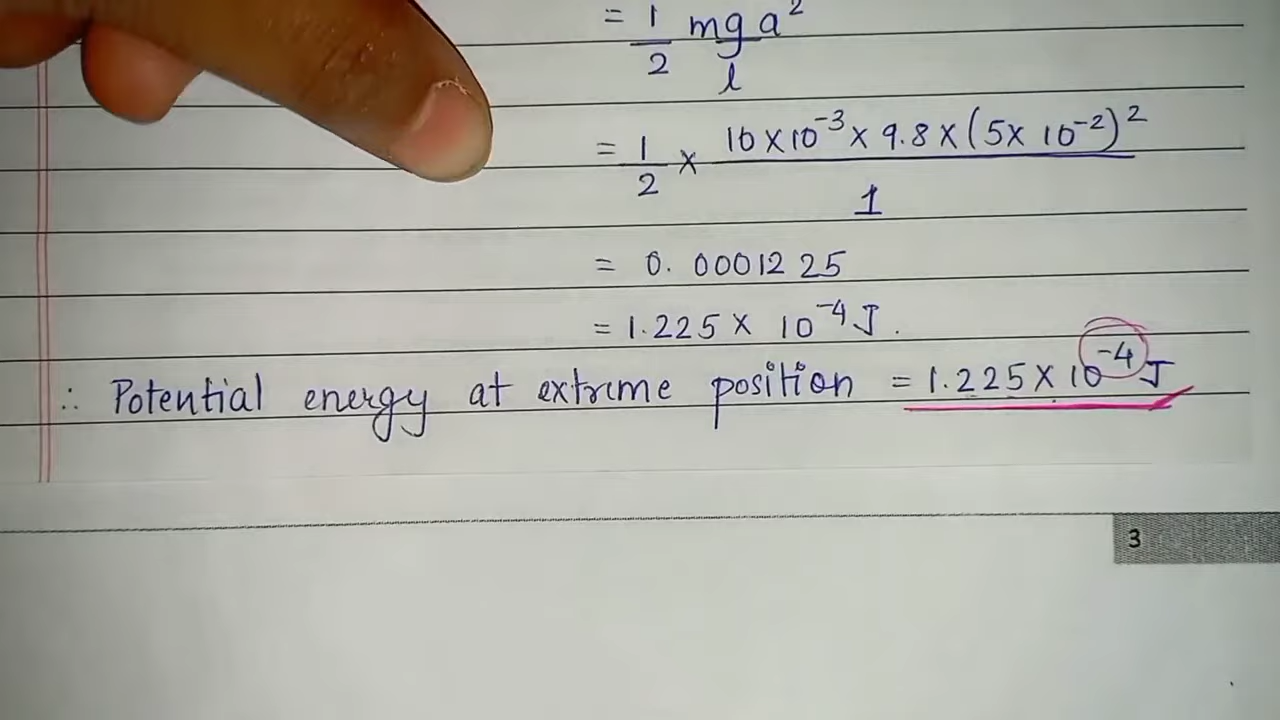 = 1/2 mga²/l
= 1/2 × 10×10⁻³ × 9.8 × (5× 10⁻²)²/1
= 0.0001225
= 1.225 × 10⁻⁴ J.
∴ Potential energy at extreme position = 1.225 × 10⁻⁴ J
3